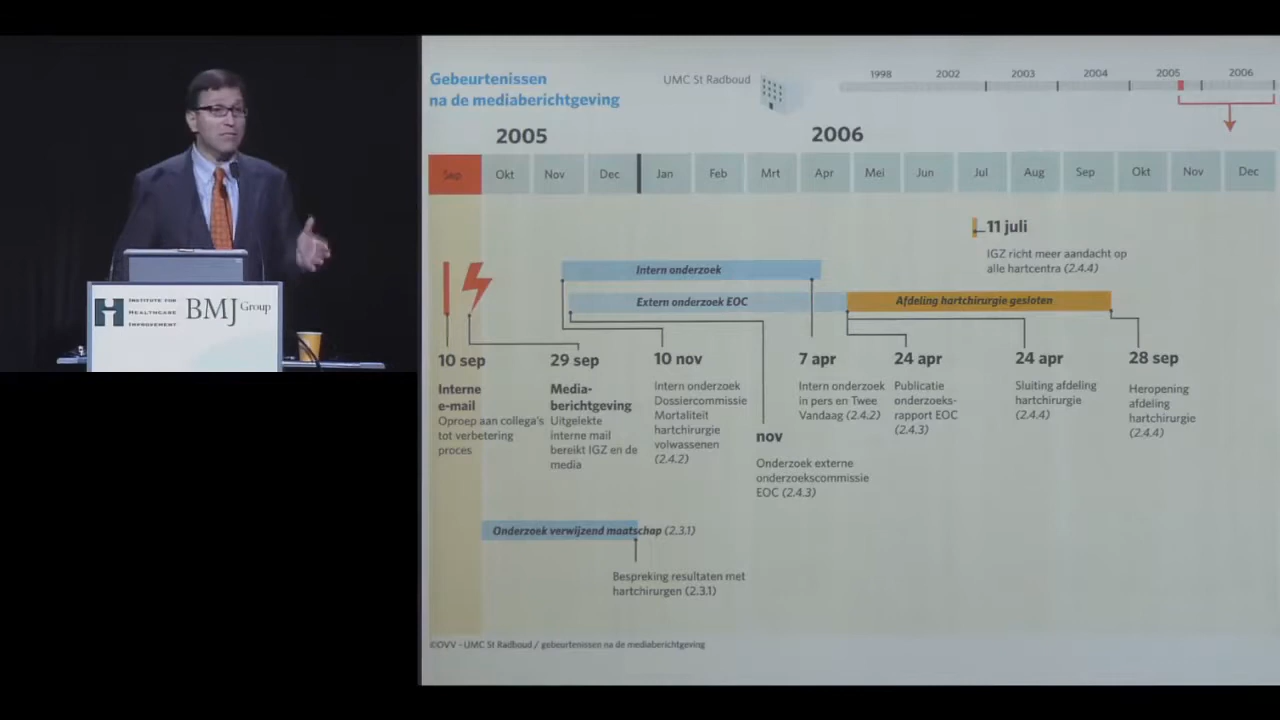 INSTITUTE FOR
HEALTHCARE
IMPROVEMENT
BMJ Group
Gebeurtenissen
na de mediaberichtgeving
UMC St Radboud
1998 2002 2003 2004 2005 2006
2005 2006
Sep Okt Nov Dec Jan Feb Mrt Apr Mei Jun Jul Aug Sep Okt Nov Dec
11 juli
IGZ richt meer aandacht op
alle hartcentra (2.4.4)
Intern onderzoek
Extern onderzoek EOC
Afdeling hartchirurgie gesloten
10 sep
Interne
e-mail
Oproep aan collega's
tot verbetering
proces
29 sep
Media-
berichtgeving
Uitgelekte
interne mail
bereikt IGZ en de
media
10 nov
Intern onderzoek
Dossiercommissie
Mortaliteit
hartchirurgie
volwassenen
(2.4.2)
nov
Onderzoek externe
onderzoekscommissie
EOC (2.4.3)
7 apr
Intern onderzoek
in pers en Twee
Vandaag (2.4.2)
24 apr
Publicatie
onderzoeks-
rapport EOC
(2.4.3)
24 apr
Sluiting afdeling
hartchirurgie
(2.4.4)
28 sep
Heropening
afdeling
hartchirurgie
(2.4.4)
Onderzoek verwijzend maatschap (2.3.1)
Bespreking resultaten met
hartchirurgen (2.3.1)
©OVV - UMC St Radboud / gebeurtenissen na de mediaberichtgeving